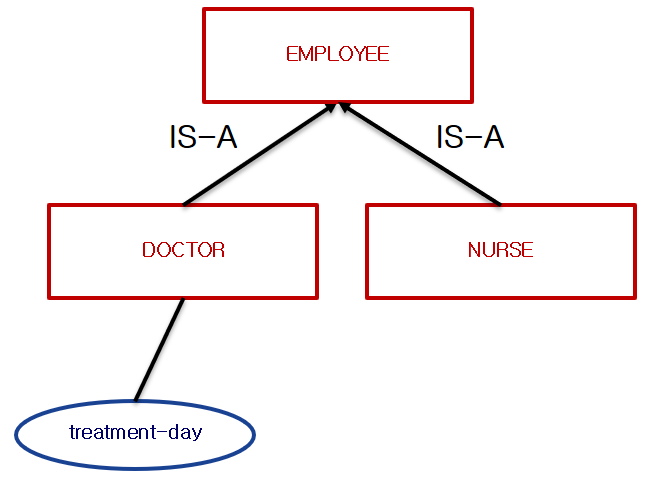 EMPLOYEE
IS-A
IS-A
DOCTOR
NURSE
treatment-day